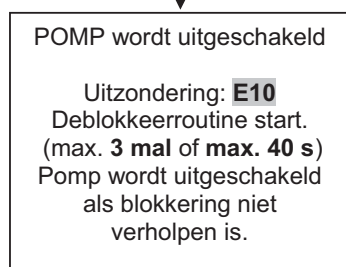 POMP wordt uitgeschakeld
Uitzondering: E10
Deblokkeerroutine start.
(max. 3 mal of max. 40 s)
Pomp wordt uitgeschakeld
als blokkering niet
verholpen is.